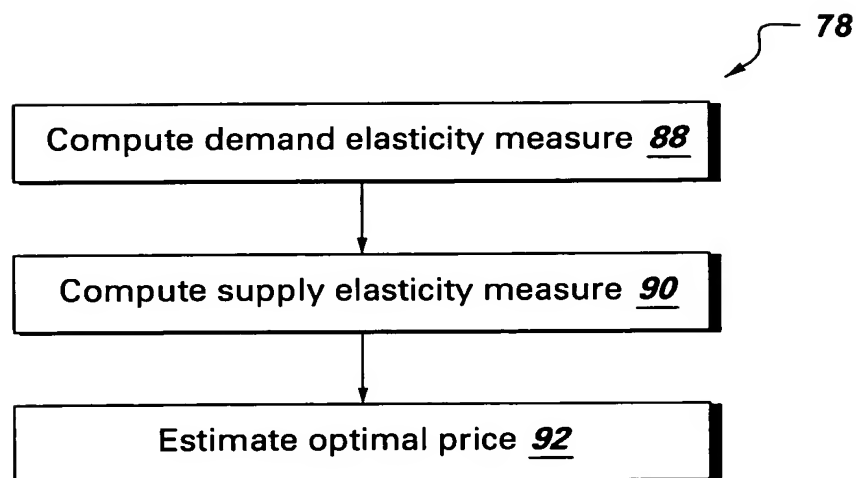 78
Compute demand elasticity measure 88
Compute supply elasticity measure 90
Estimate optimal price 92